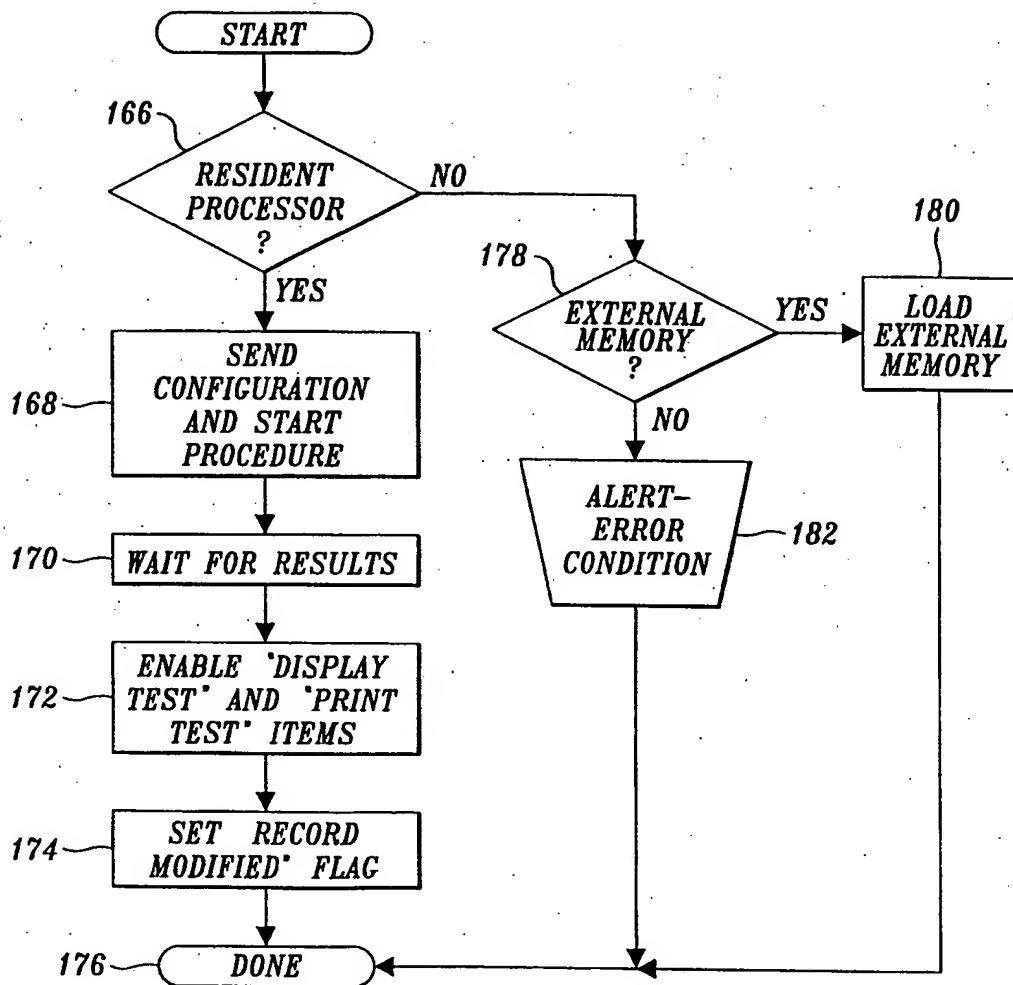 START
166
RESIDENT
PROCESSOR
?
NO
YES
178
EXTERNAL
MEMORY
?
YES
NO
180
LOAD
EXTERNAL
MEMORY
168
SEND
CONFIGURATION
AND START
PROCEDURE
ALERT-
ERROR
CONDITION
182
170
WAIT FOR RESULTS
172
ENABLE "DISPLAY
TEST" AND "PRINT
TEST" ITEMS
174
SET RECORD
MODIFIED" FLAG
176
DONE